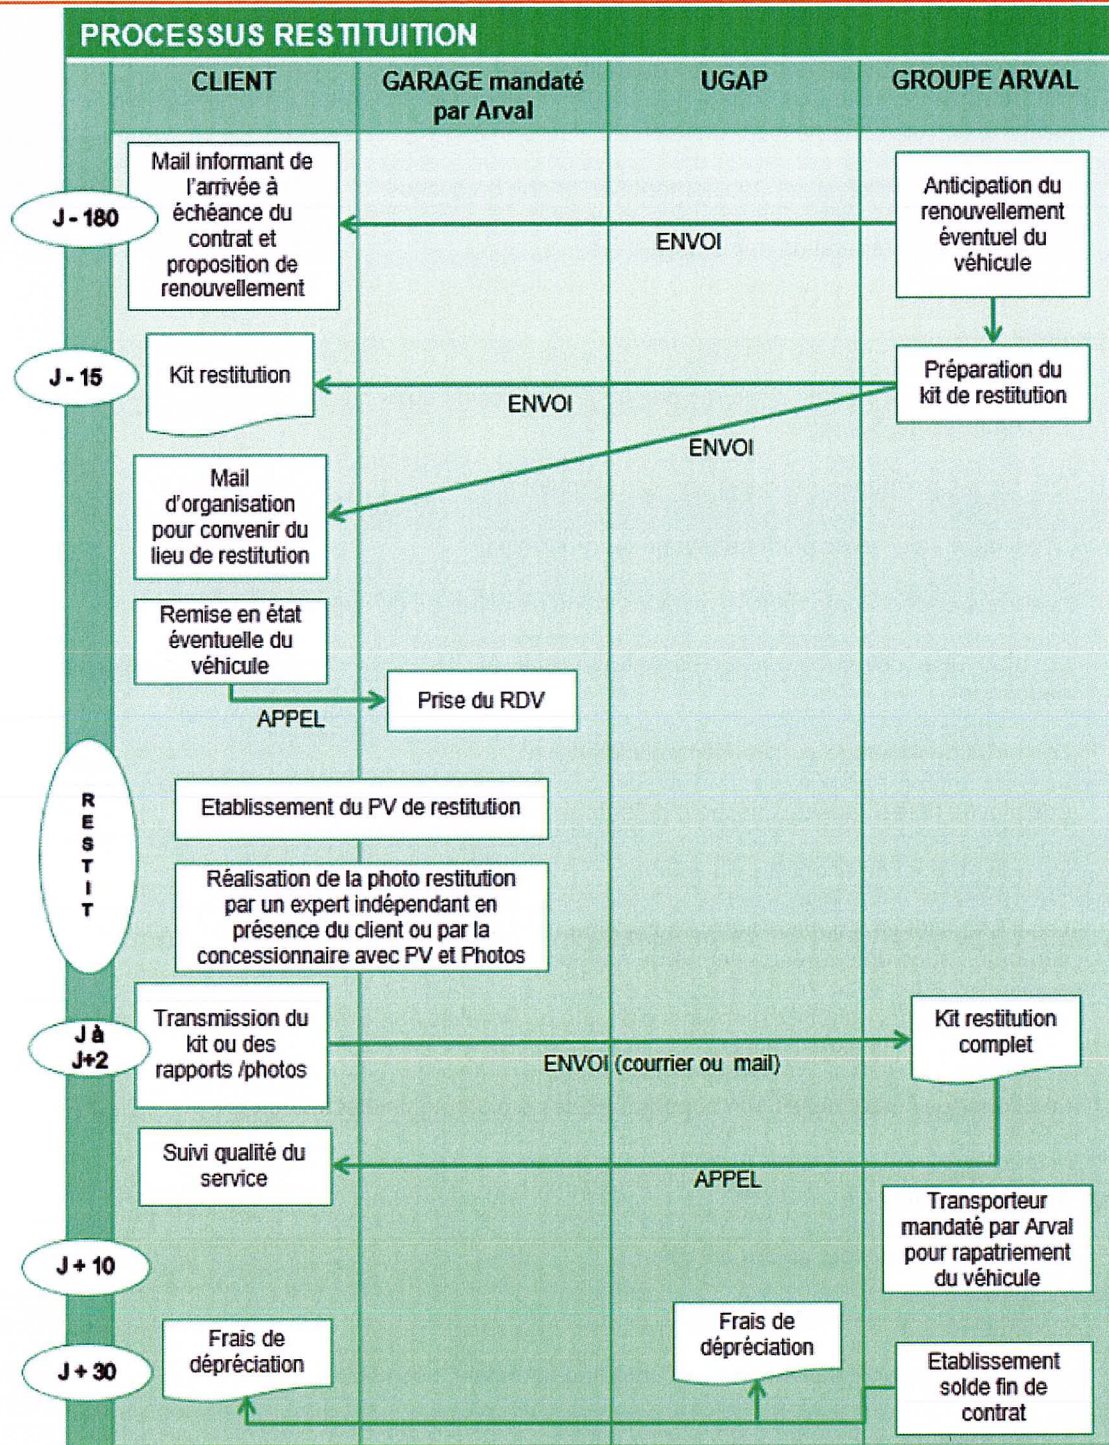 PROCESSUS RESTITUITION
CLIENT
GARAGE mandaté
par Arval
UGAP
GROUPE ARVAL
J - 180
Mail informant de
l'arrivée à
échéance du
contrat et
proposition de
renouvellement
ENVOI
Anticipation du
renouvellement
éventuel du
véhicule
J - 15
Kit restitution
ENVOI
Préparation du
kit de restitution
ENVOI
Mail
d'organisation
pour convenir du
lieu de restitution
Remise en état
éventuelle du
véhicule
APPEL
Prise du RDV
R
E
S
T
I
T
Etablissement du PV de restitution
Réalisation de la photo restitution
par un expert indépendant en
présence du client ou par la
concessionnaire avec PV et Photos
J à
J+2
Transmission du
kit ou des
rapports /photos
ENVOI (courrier ou mail)
Kit restitution
complet
Suivi qualité du
service
APPEL
Transporteur
mandaté par Arval
pour rapatriement
du véhicule
J + 10
J + 30
Frais de
dépréciation
Frais de
dépréciation
Etablissement
solde fin de
contrat